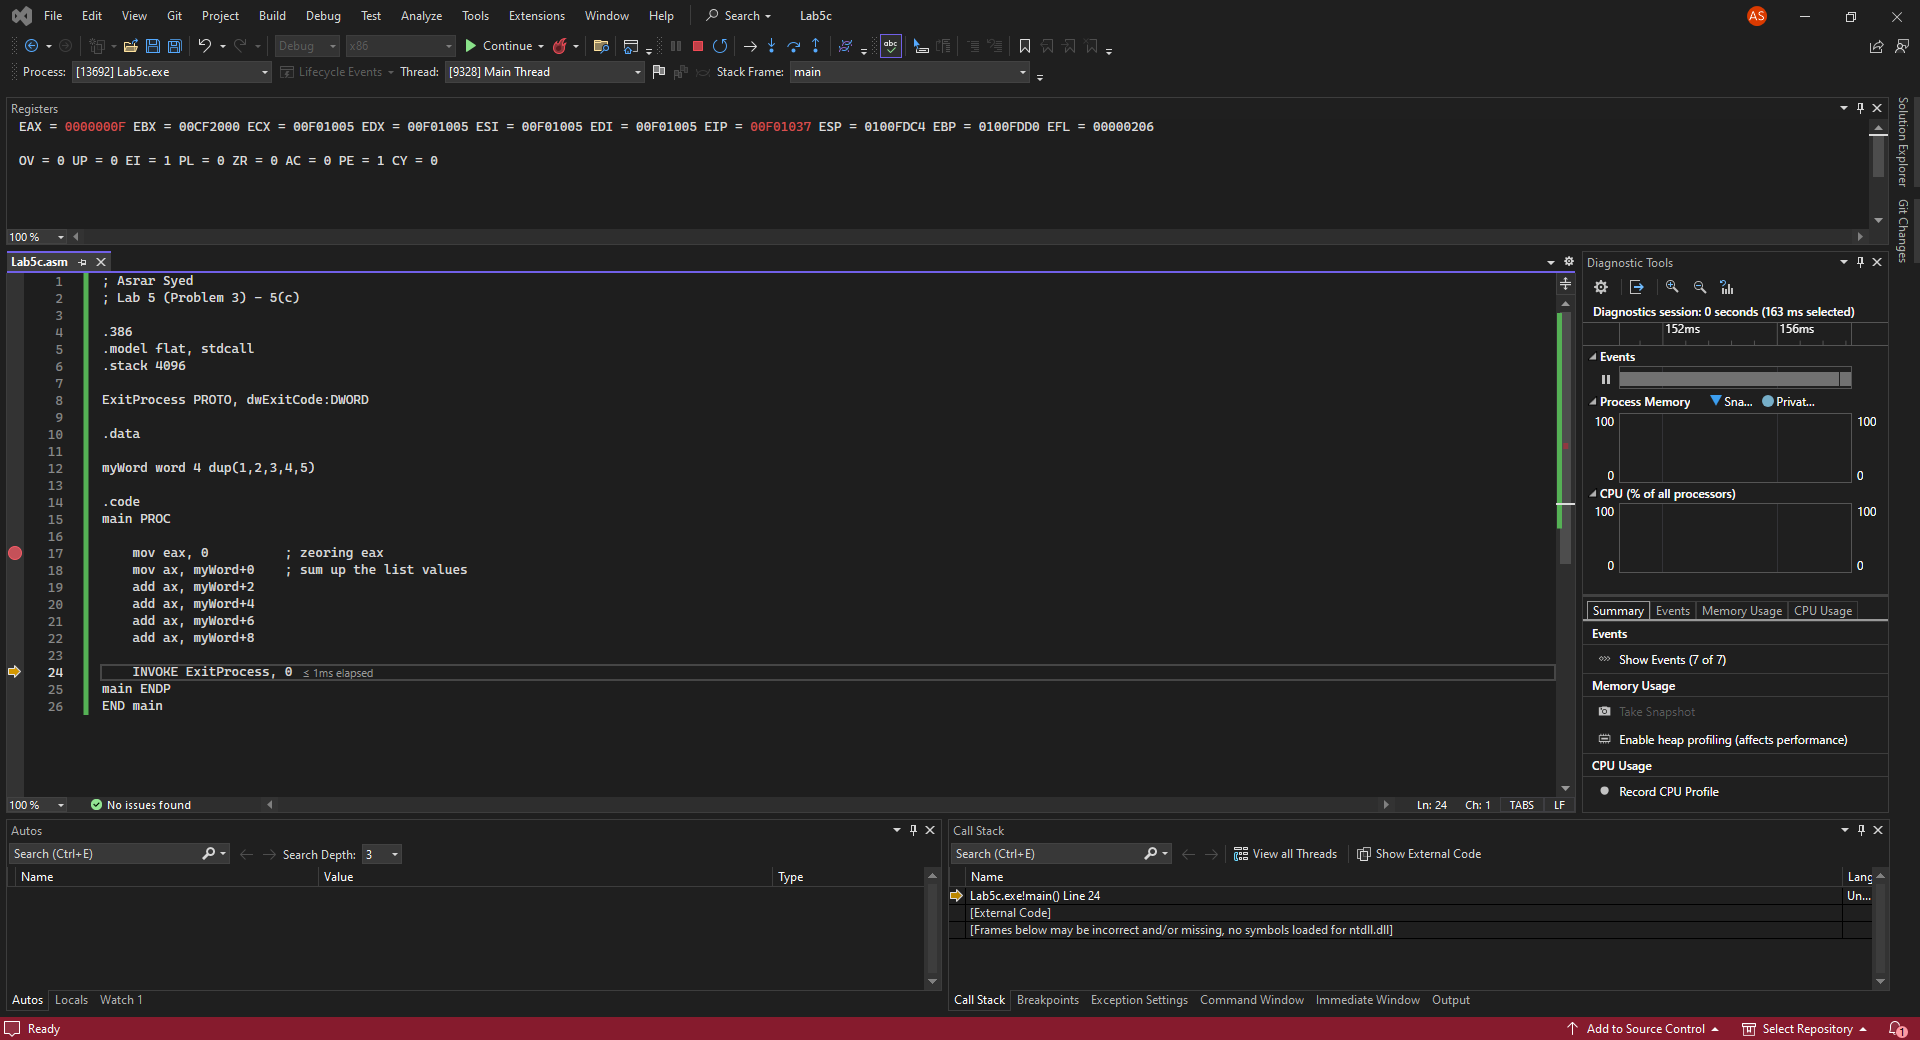 File Edit View Git Project Build Debug Test Analyze Tools Extensions Window Help Search Lab5c AS
Debug x86 Continue abc
Process: [13692] Lab5c.exe Lifecycle Events Thread: [9328] Main Thread Stack Frame: main
Registers
EAX = 0000000F EBX = 00CF2000 ECX = 00F01005 EDX = 00F01005 ESI = 00F01005 EDI = 00F01005 EIP = 00F01037 ESP = 0100FDC4 EBP = 0100FDD0 EFL = 00000206
OV = 0 UP = 0 EI = 1 PL = 0 ZR = 0 AC = 0 PE = 1 CY = 0
100 %
Solution Explorer
Git Changes
Lab5c.asm
1 ; Asrar Syed
2 ; Lab 5 (Problem 3) - 5(c)
3
4 .386
5 .model flat, stdcall
6 .stack 4096
7
8 ExitProcess PROTO, dwExitCode:DWORD
9
10 .data
11
12 myWord word 4 dup(1,2,3,4,5)
13
14 .code
15 main PROC
16
17 mov eax, 0 ; zeoring eax
18 mov ax, myWord+0 ; sum up the list values
19 add ax, myWord+2
20 add ax, myWord+4
21 add ax, myWord+6
22 add ax, myWord+8
23
24 INVOKE ExitProcess, 0 ≤ 1ms elapsed
25 main ENDP
26 END main
100 % No issues found Ln: 24 Ch: 1 TABS LF
Diagnostic Tools
Diagnostics session: 0 seconds (163 ms selected)
152ms 156ms
Events
Process Memory Sna... Privat...
100 100
0 0
CPU (% of all processors)
100 100
0 0
Summary Events Memory Usage CPU Usage
Events
Show Events (7 of 7)
Memory Usage
Take Snapshot
Enable heap profiling (affects performance)
CPU Usage
Record CPU Profile
Autos
Search (Ctrl+E) Search Depth: 3
Name Value Type
Autos Locals Watch 1
Call Stack
Search (Ctrl+E) View all Threads Show External Code
Name Lang
Lab5c.exe!main() Line 24 Un...
[External Code]
[Frames below may be incorrect and/or missing, no symbols loaded for ntdll.dll]
Call Stack Breakpoints Exception Settings Command Window Immediate Window Output
Ready Add to Source Control Select Repository 1